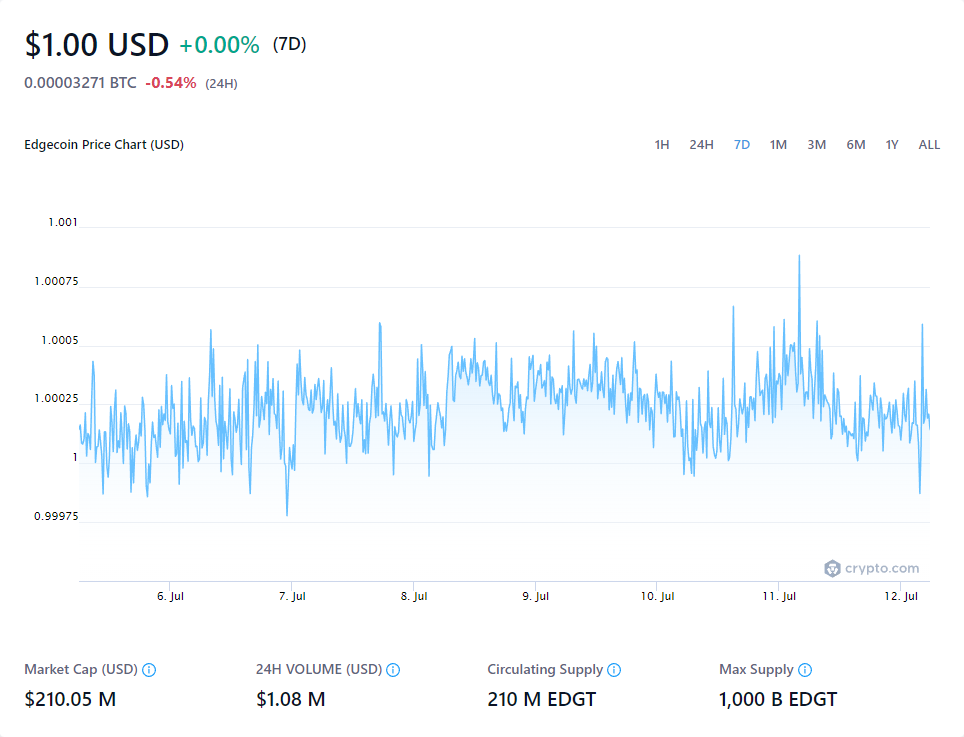 $1.00 USD +0.00% (7D)
0.00003271 BTC -0.54% (24H)
Edgecoin Price Chart (USD) 1H 24H 7D 1M 3M 6M 1Y ALL
1.001
1.00075
1.0005
1.00025
1
0.99975
crypto.com
6. Jul 7. Jul 8. Jul 9. Jul 10. Jul 11. Jul 12. Jul
Market Cap (USD) 24H VOLUME (USD) Circulating Supply Max Supply
$210.05 M $1.08 M 210 M EDGT 1,000 B EDGT